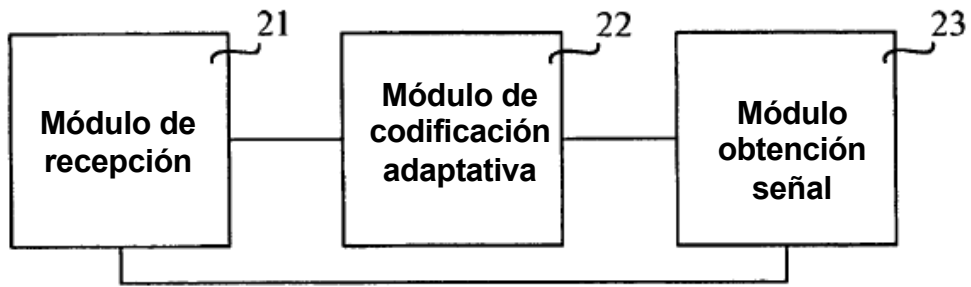 21
Módulo de
recepción
22
Módulo de
codificación
adaptativa
23
Módulo
obtención
señal